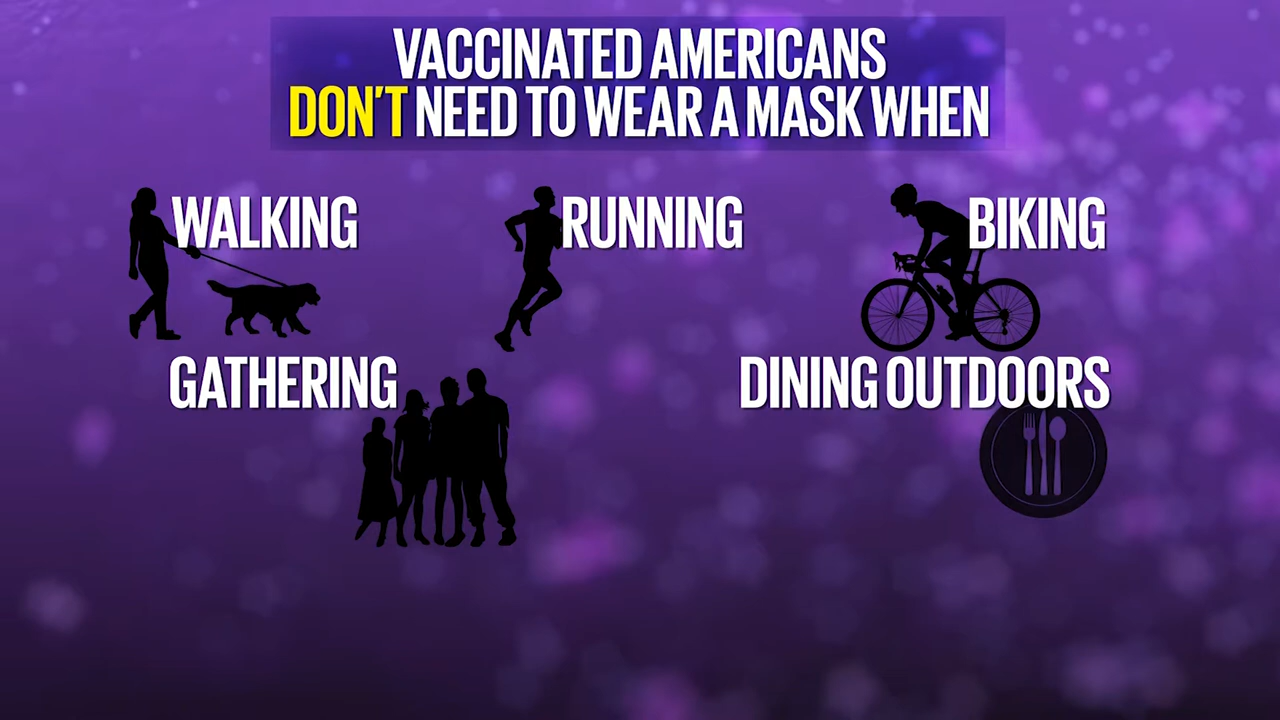 VACCINATED AMERICANS
DON'T NEED TO WEAR A MASK WHEN
WALKING
RUNNING
BIKING
GATHERING
DINING OUTDOORS